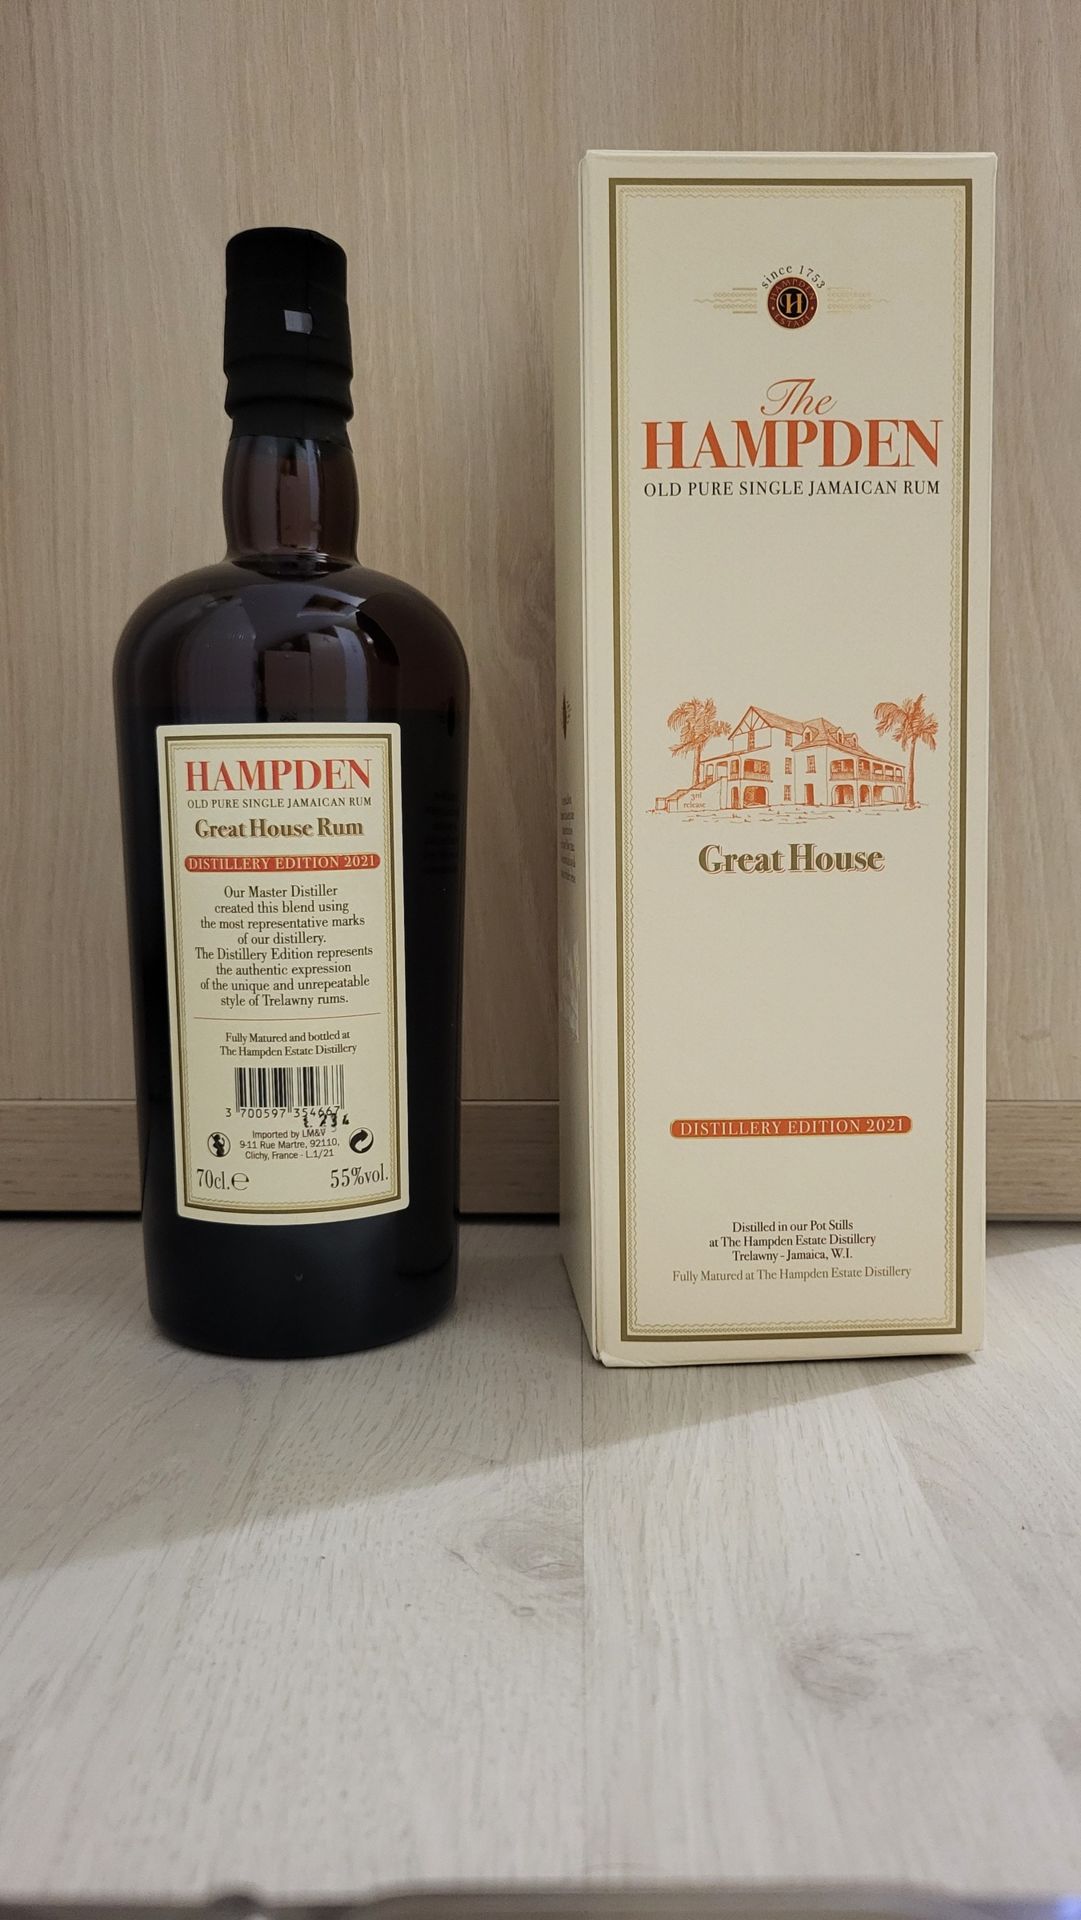 HAMPDEN
OLD PURE SINGLE JAMAICAN RUM
Great House Rum
DISTILLERY EDITION 2021
Our Master Distiller
created this blend using
the most representative marks
of our distillery.
The Distillery Edition represents
the authentic expression
of the unique and unrepeatable
style of Trelawny rums.
Fully Matured and bottled at
The Hampden Estate Distillery
3 700597 354667
Imported by LM&V
9-11 Rue Martre, 92110,
Clichy, France - L.1/21
70cl.e
55%vol.
since 1753
HAMPDEN
H
ESTATE
The
HAMPDEN
OLD PURE SINGLE JAMAICAN RUM
3rd
release
Great House
DISTILLERY EDITION 2021
Distilled in our Pot Stills
at The Hampden Estate Distillery
Trelawny - Jamaica, W.I.
Fully Matured at The Hampden Estate Distillery